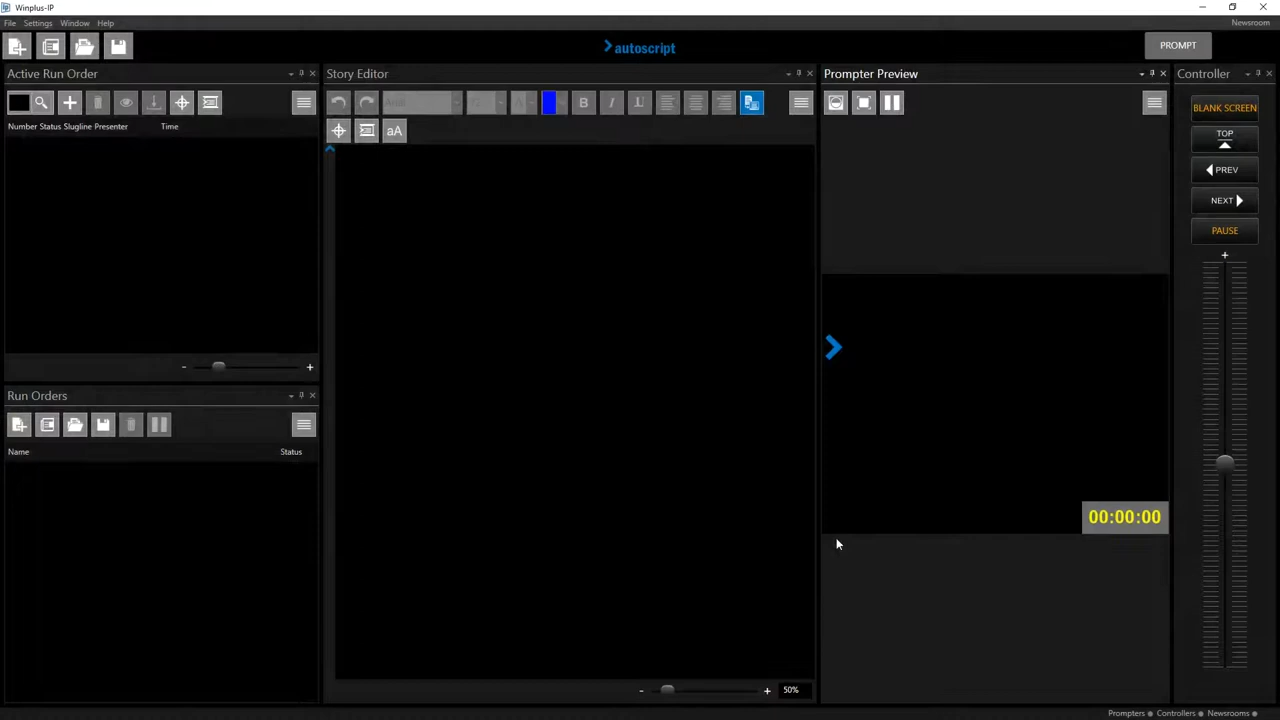 Winplus-IP
File Settings Window Help
Newsroom
autoscript
PROMPT
Active Run Order
Number Status Slugline Presenter Time
- +
Run Orders
Name Status
Story Editor
B I U
aA
- + 50%
Prompter Preview
00:00:00
Controller
BLANK SCREEN
TOP
PREV
NEXT
PAUSE
+
Prompters Controllers Newsrooms